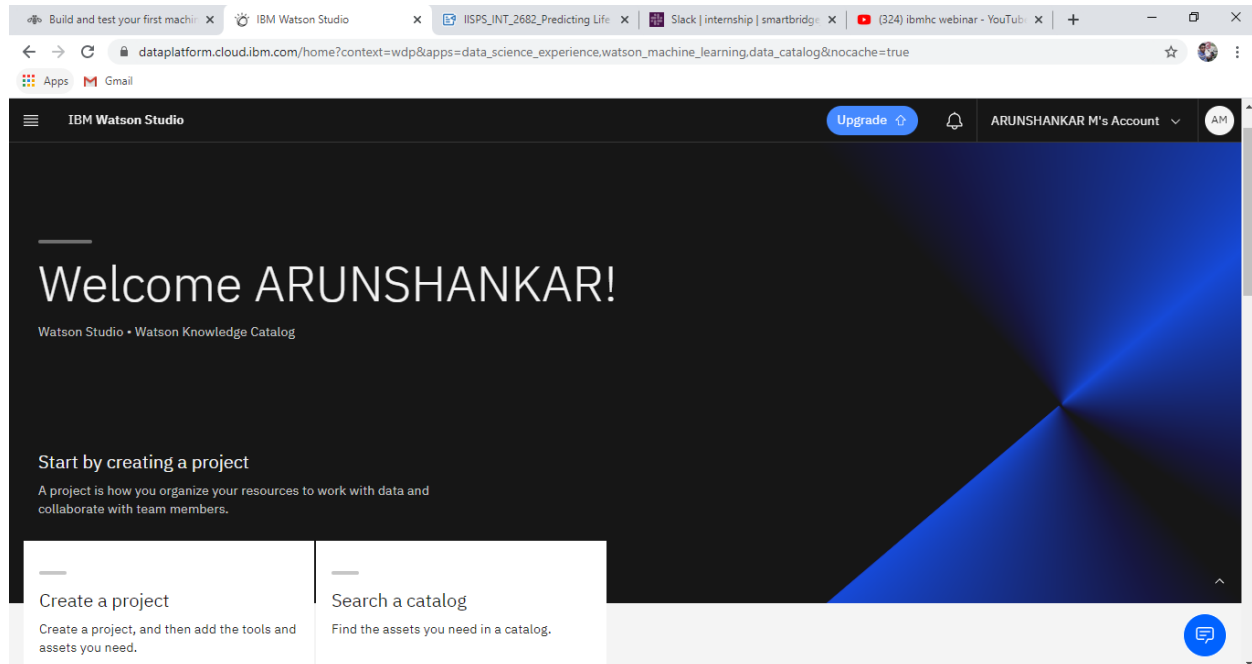 Build and test your first machin
IBM Watson Studio
IISPS_INT_2682_Predicting Life
Slack | internship | smartbridge
(324) ibmhc webinar - YouTub
dataplatform.cloud.ibm.com/home?context=wdp&apps=data_science_experience,watson_machine_learning,data_catalog&nocache=true
Apps
Gmail
IBM Watson Studio
Upgrade
ARUNSHANKAR M's Account
AM
Welcome ARUNSHANKAR!
Watson Studio • Watson Knowledge Catalog
Start by creating a project
A project is how you organize your resources to work with data and
collaborate with team members.
Create a project
Create a project, and then add the tools and
assets you need.
Search a catalog
Find the assets you need in a catalog.